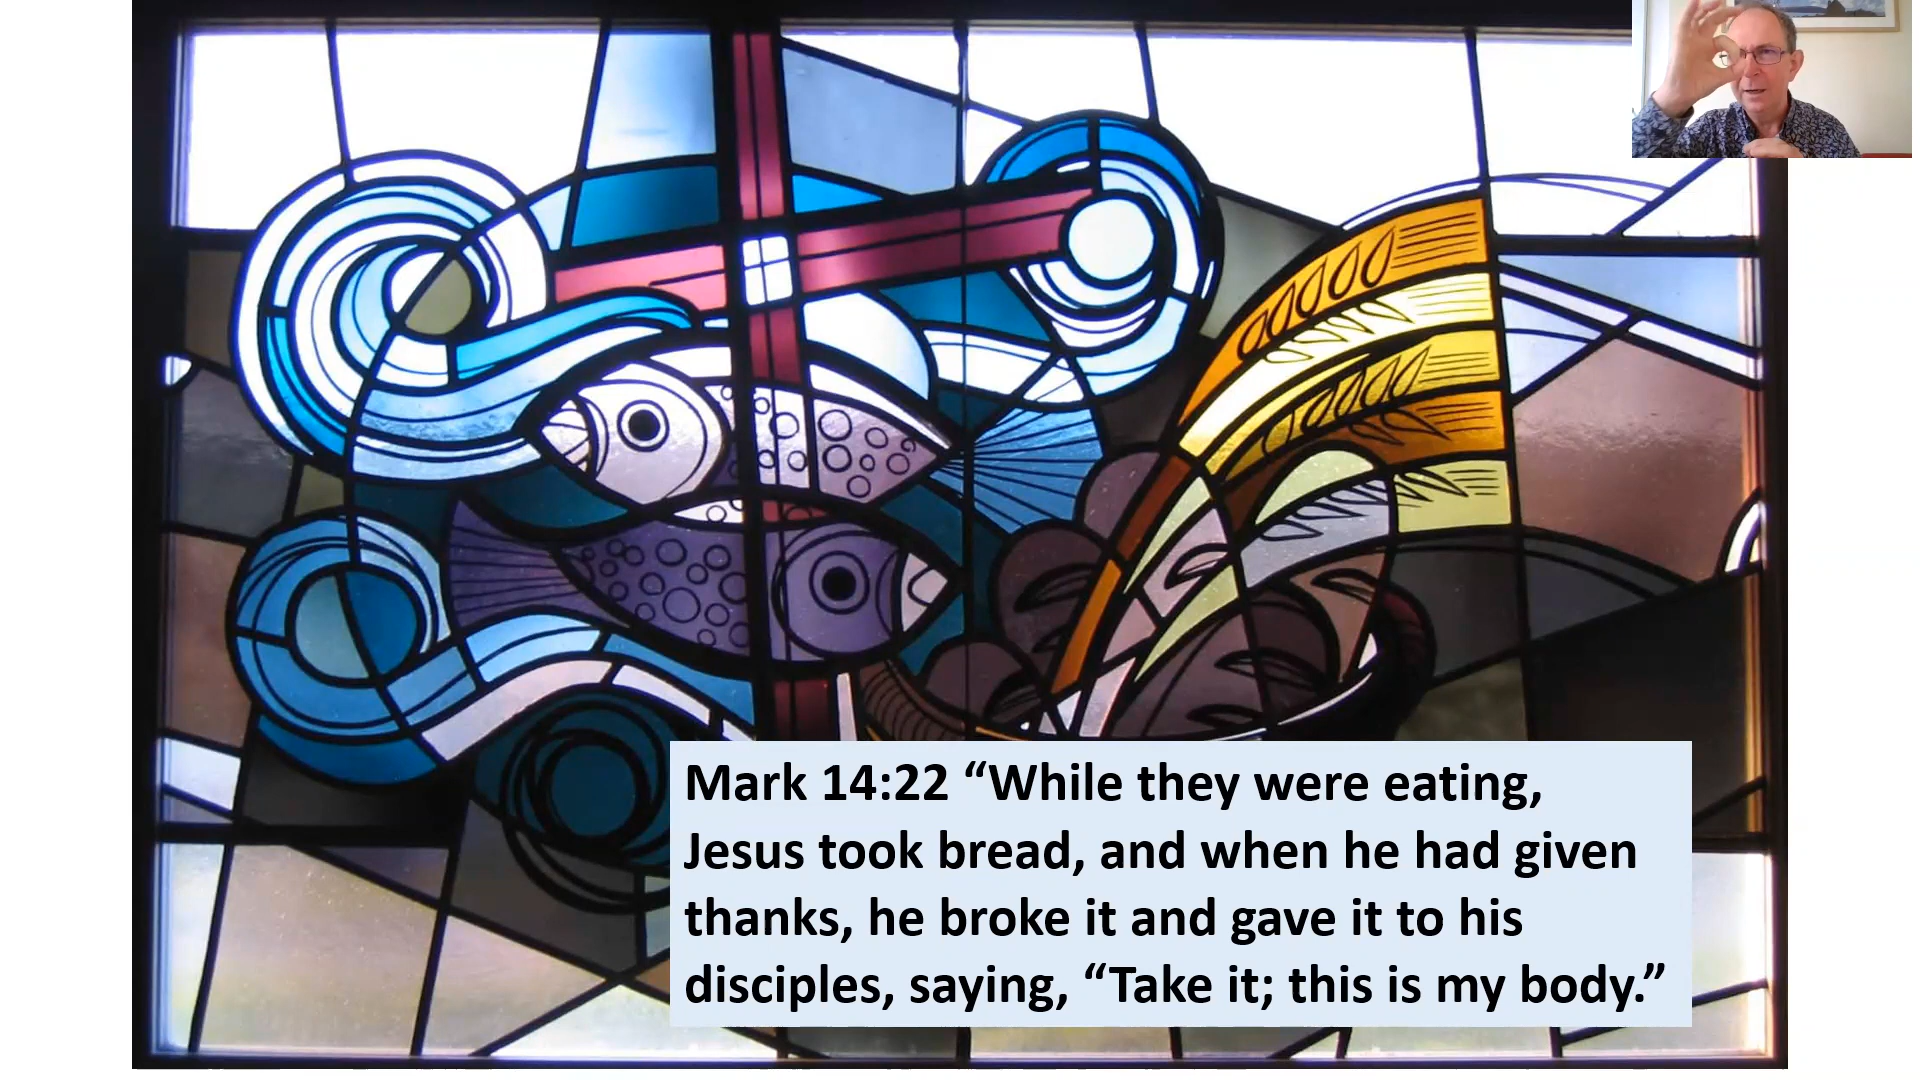 Mark 14:22 “While they were eating,
Jesus took bread, and when he had given
thanks, he broke it and gave it to his
disciples, saying, “Take it; this is my body.”